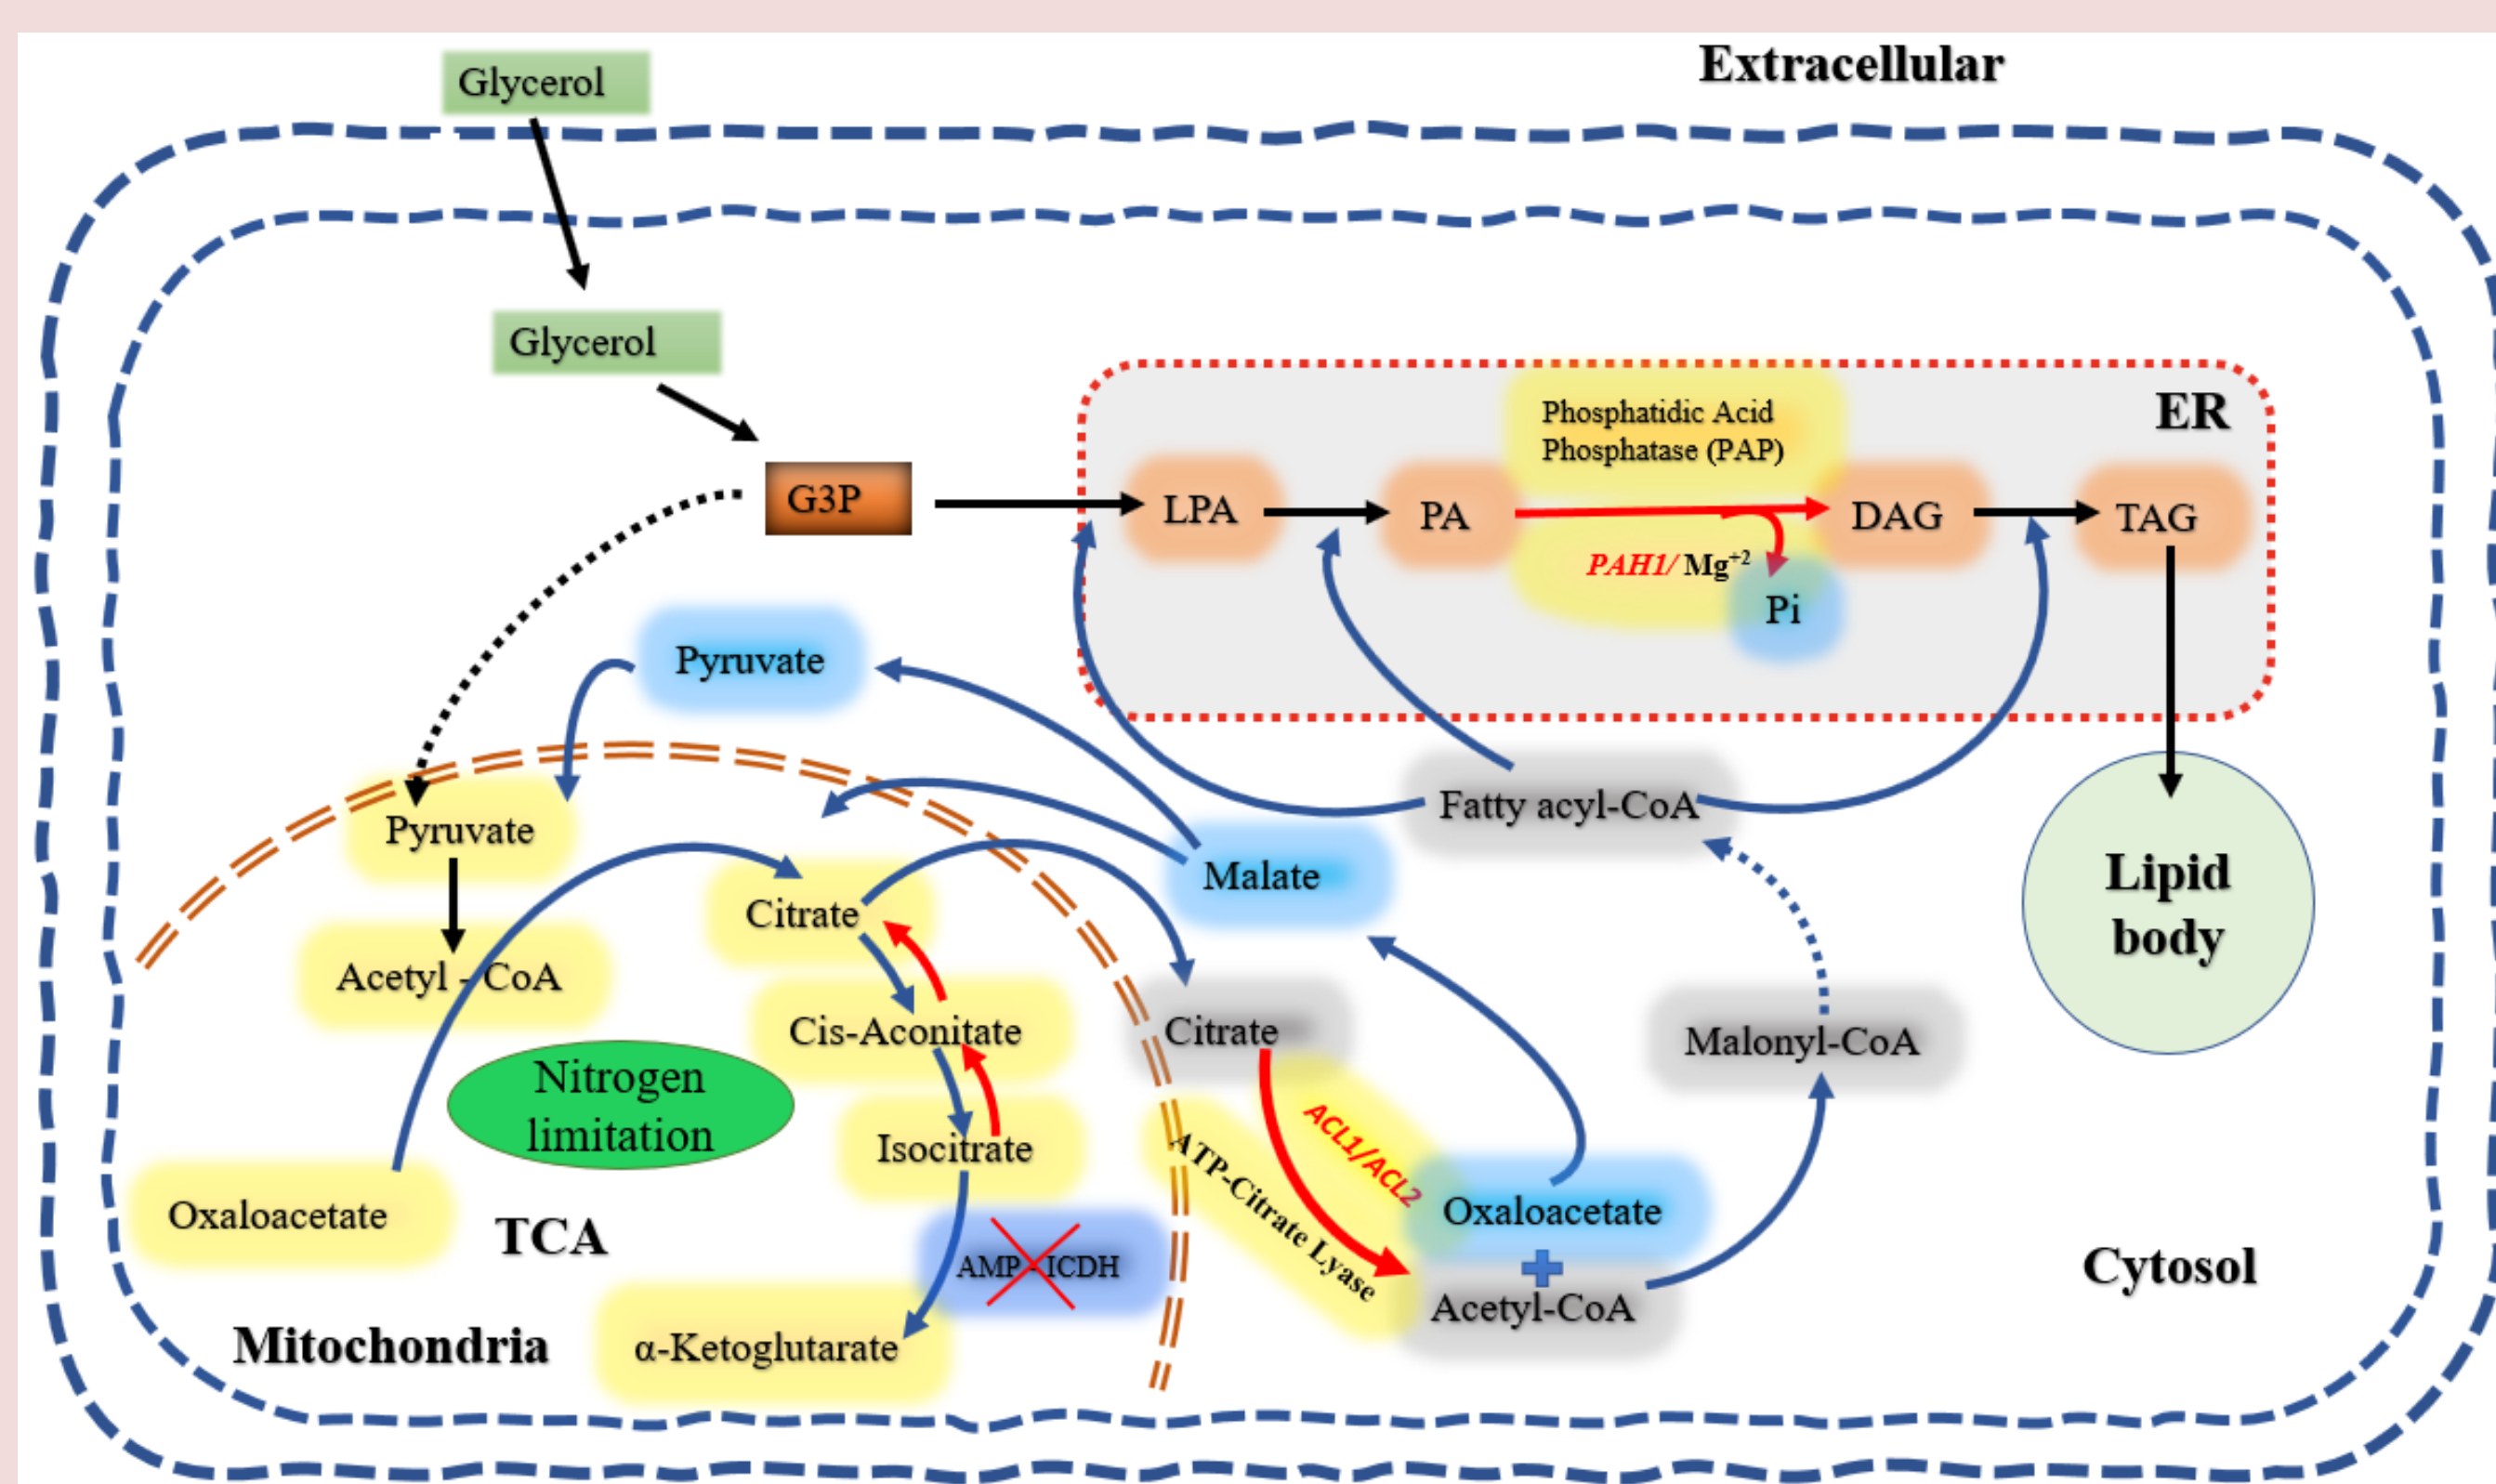 Extracellular
Glycerol
Glycerol
G3P
ER
Phosphatidic Acid
Phosphatase (PAP)
LPA
PA
DAG
TAG
PAH1/ Mg+2
Pi
Pyruvate
Pyruvate
Fatty acyl-CoA
Malate
Lipid
body
Citrate
Acetyl - CoA
Cis-Aconitate
Citrate
Malonyl-CoA
Nitrogen
limitation
Isocitrate
ACL1/ACL2
ATP-Citrate Lyase
Oxaloacetate
Oxaloacetate
TCA
AMP - ICDH
Acetyl-CoA
Cytosol
Mitochondria
α-Ketoglutarate